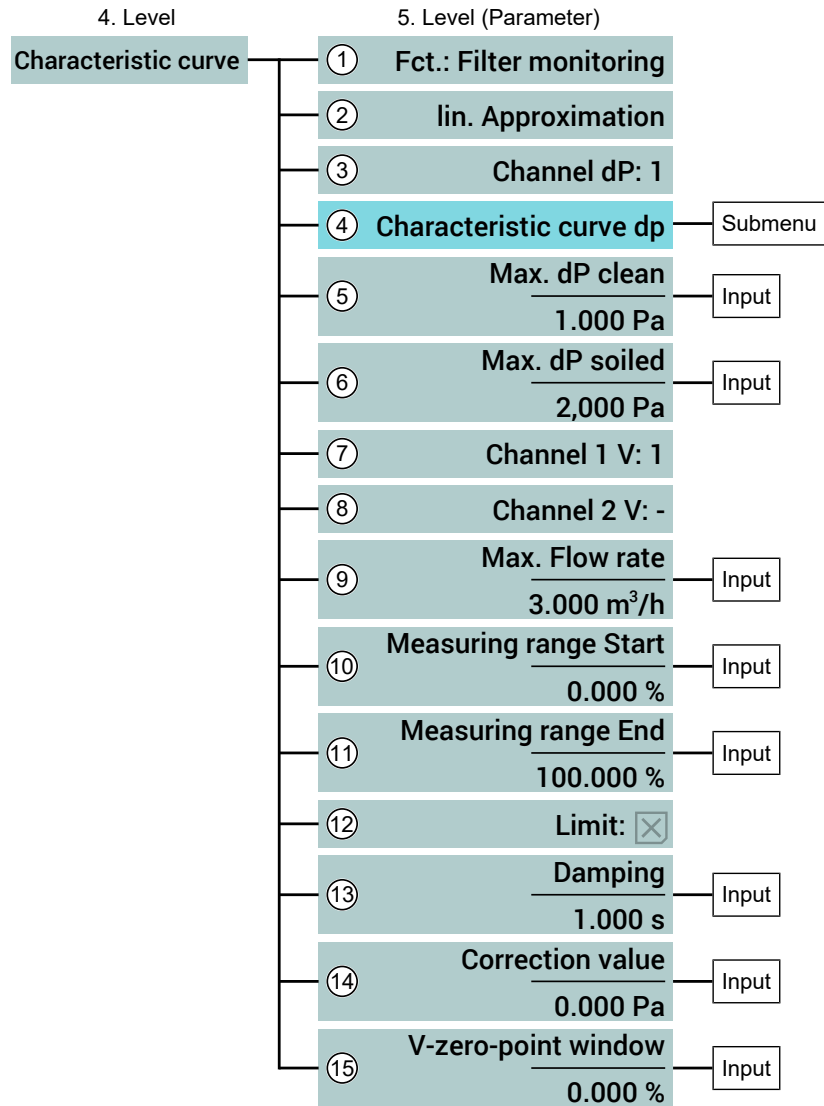 4. Level
5. Level (Parameter)
Characteristic curve
1 Fct.: Filter monitoring
2 lin. Approximation
3 Channel dP: 1
4 Characteristic curve dp Submenu
5 Max. dP clean
1.000 Pa
Input
6 Max. dP soiled
2,000 Pa
Input
7 Channel 1 V: 1
8 Channel 2 V: -
9 Max. Flow rate
3.000 m³/h
Input
10 Measuring range Start
0.000 %
Input
11 Measuring range End
100.000 %
Input
12 Limit: ☒
13 Damping
1.000 s
Input
14 Correction value
0.000 Pa
Input
15 V-zero-point window
0.000 %
Input